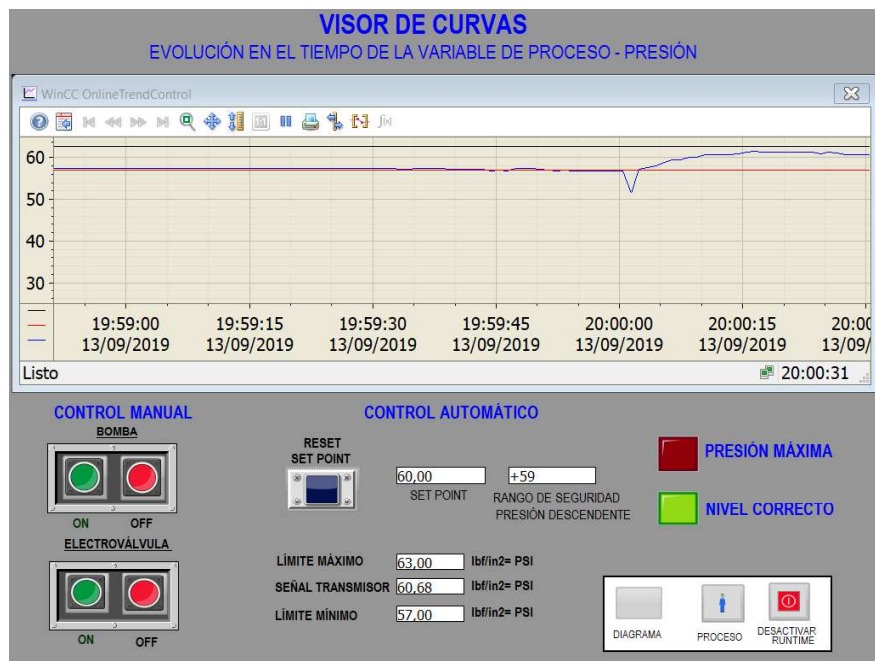 VISOR DE CURVAS
EVOLUCIÓN EN EL TIEMPO DE LA VARIABLE DE PROCESO - PRESIÓN
WinCC OnlineTrendControl
60
50
40
30
19:59:00 19:59:15 19:59:30 19:59:45 20:00:00 20:00:15 20:00
13/09/2019 13/09/2019 13/09/2019 13/09/2019 13/09/2019 13/09/2019 13/09/
Listo 20:00:31
CONTROL MANUAL
BOMBA
ON OFF
ELECTROVÁLVULA
ON OFF
CONTROL AUTOMÁTICO
RESET
SET POINT
60,00 +59
SET POINT RANGO DE SEGURIDAD
PRESIÓN DESCENDENTE
LÍMITE MÁXIMO 63,00 lbf/in2= PSI
SEÑAL TRANSMISOR 60,68 lbf/in2= PSI
LÍMITE MÍNIMO 57,00 lbf/in2= PSI
PRESIÓN MÁXIMA
NIVEL CORRECTO
DIAGRAMA PROCESO DESACTIVAR
RUNTIME